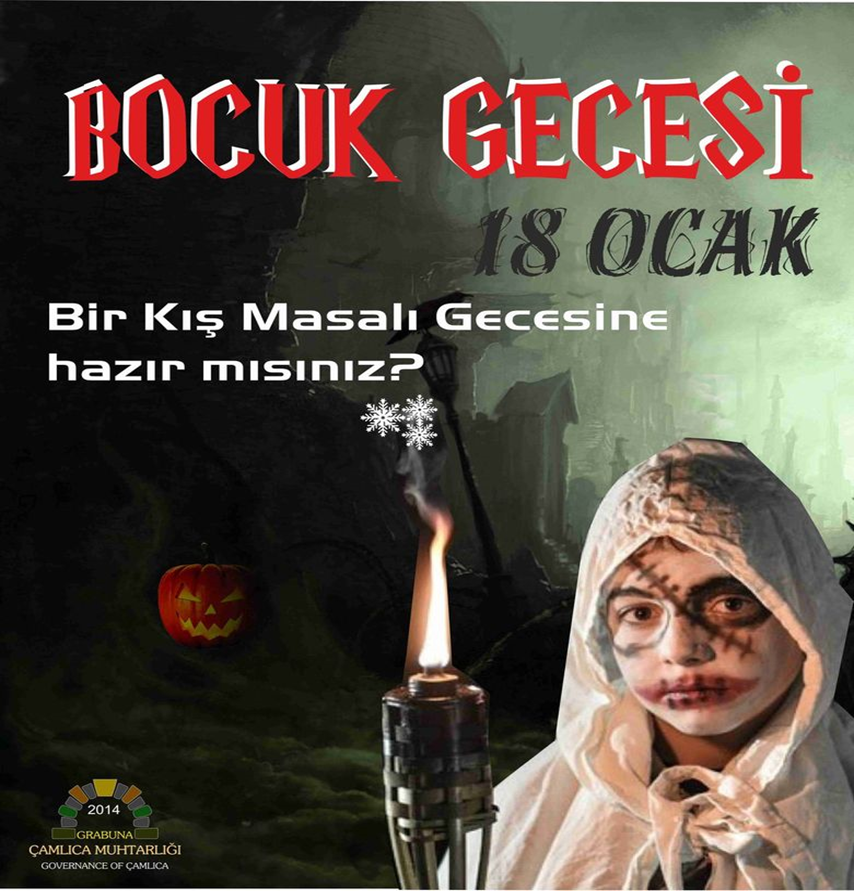 BOCUK GECESİ
18 OCAK
Bir Kış Masalı Gecesine
hazır mısınız?
2014
GRABUNA
ÇAMLICA MUHTARLIĞI
GOVERNANCE OF ÇAMLICA